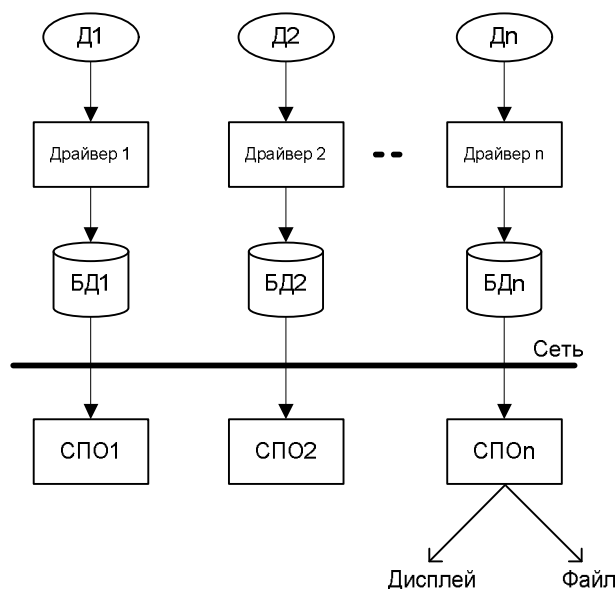 Д1 Д2 Дn
Драйвер 1 Драйвер 2 -- Драйвер n
БД1 БД2 БДn
Сеть
СПО1 СПО2 СПОn
Дисплей Файл